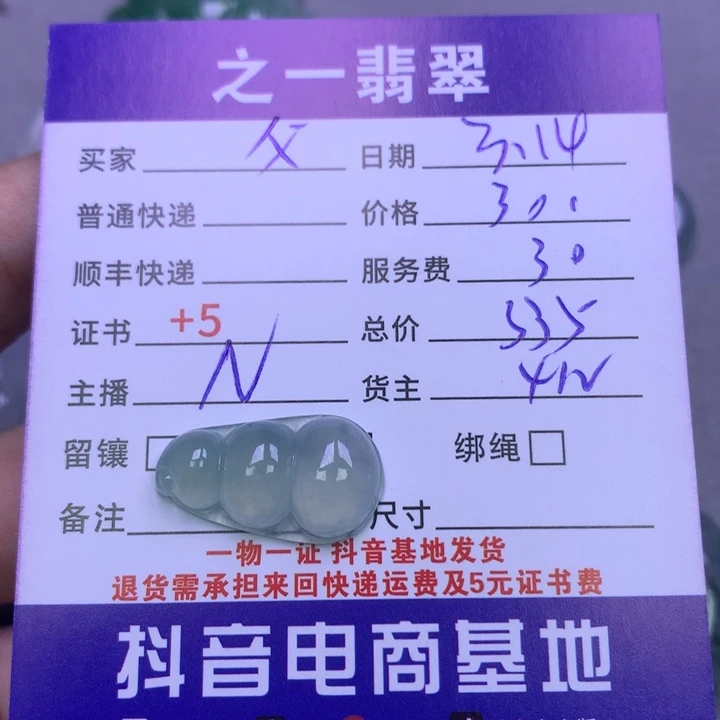 之一翡翠
买家 日期 3.14
普通快递 价格 300
顺丰快递 服务费 30
证书 +5 总价 335
主播 N 货主
留镶 绑绳
备注 尺寸
一物一证 抖音基地发货
退货需承担来回快递运费及5元证书费
抖音电商基地